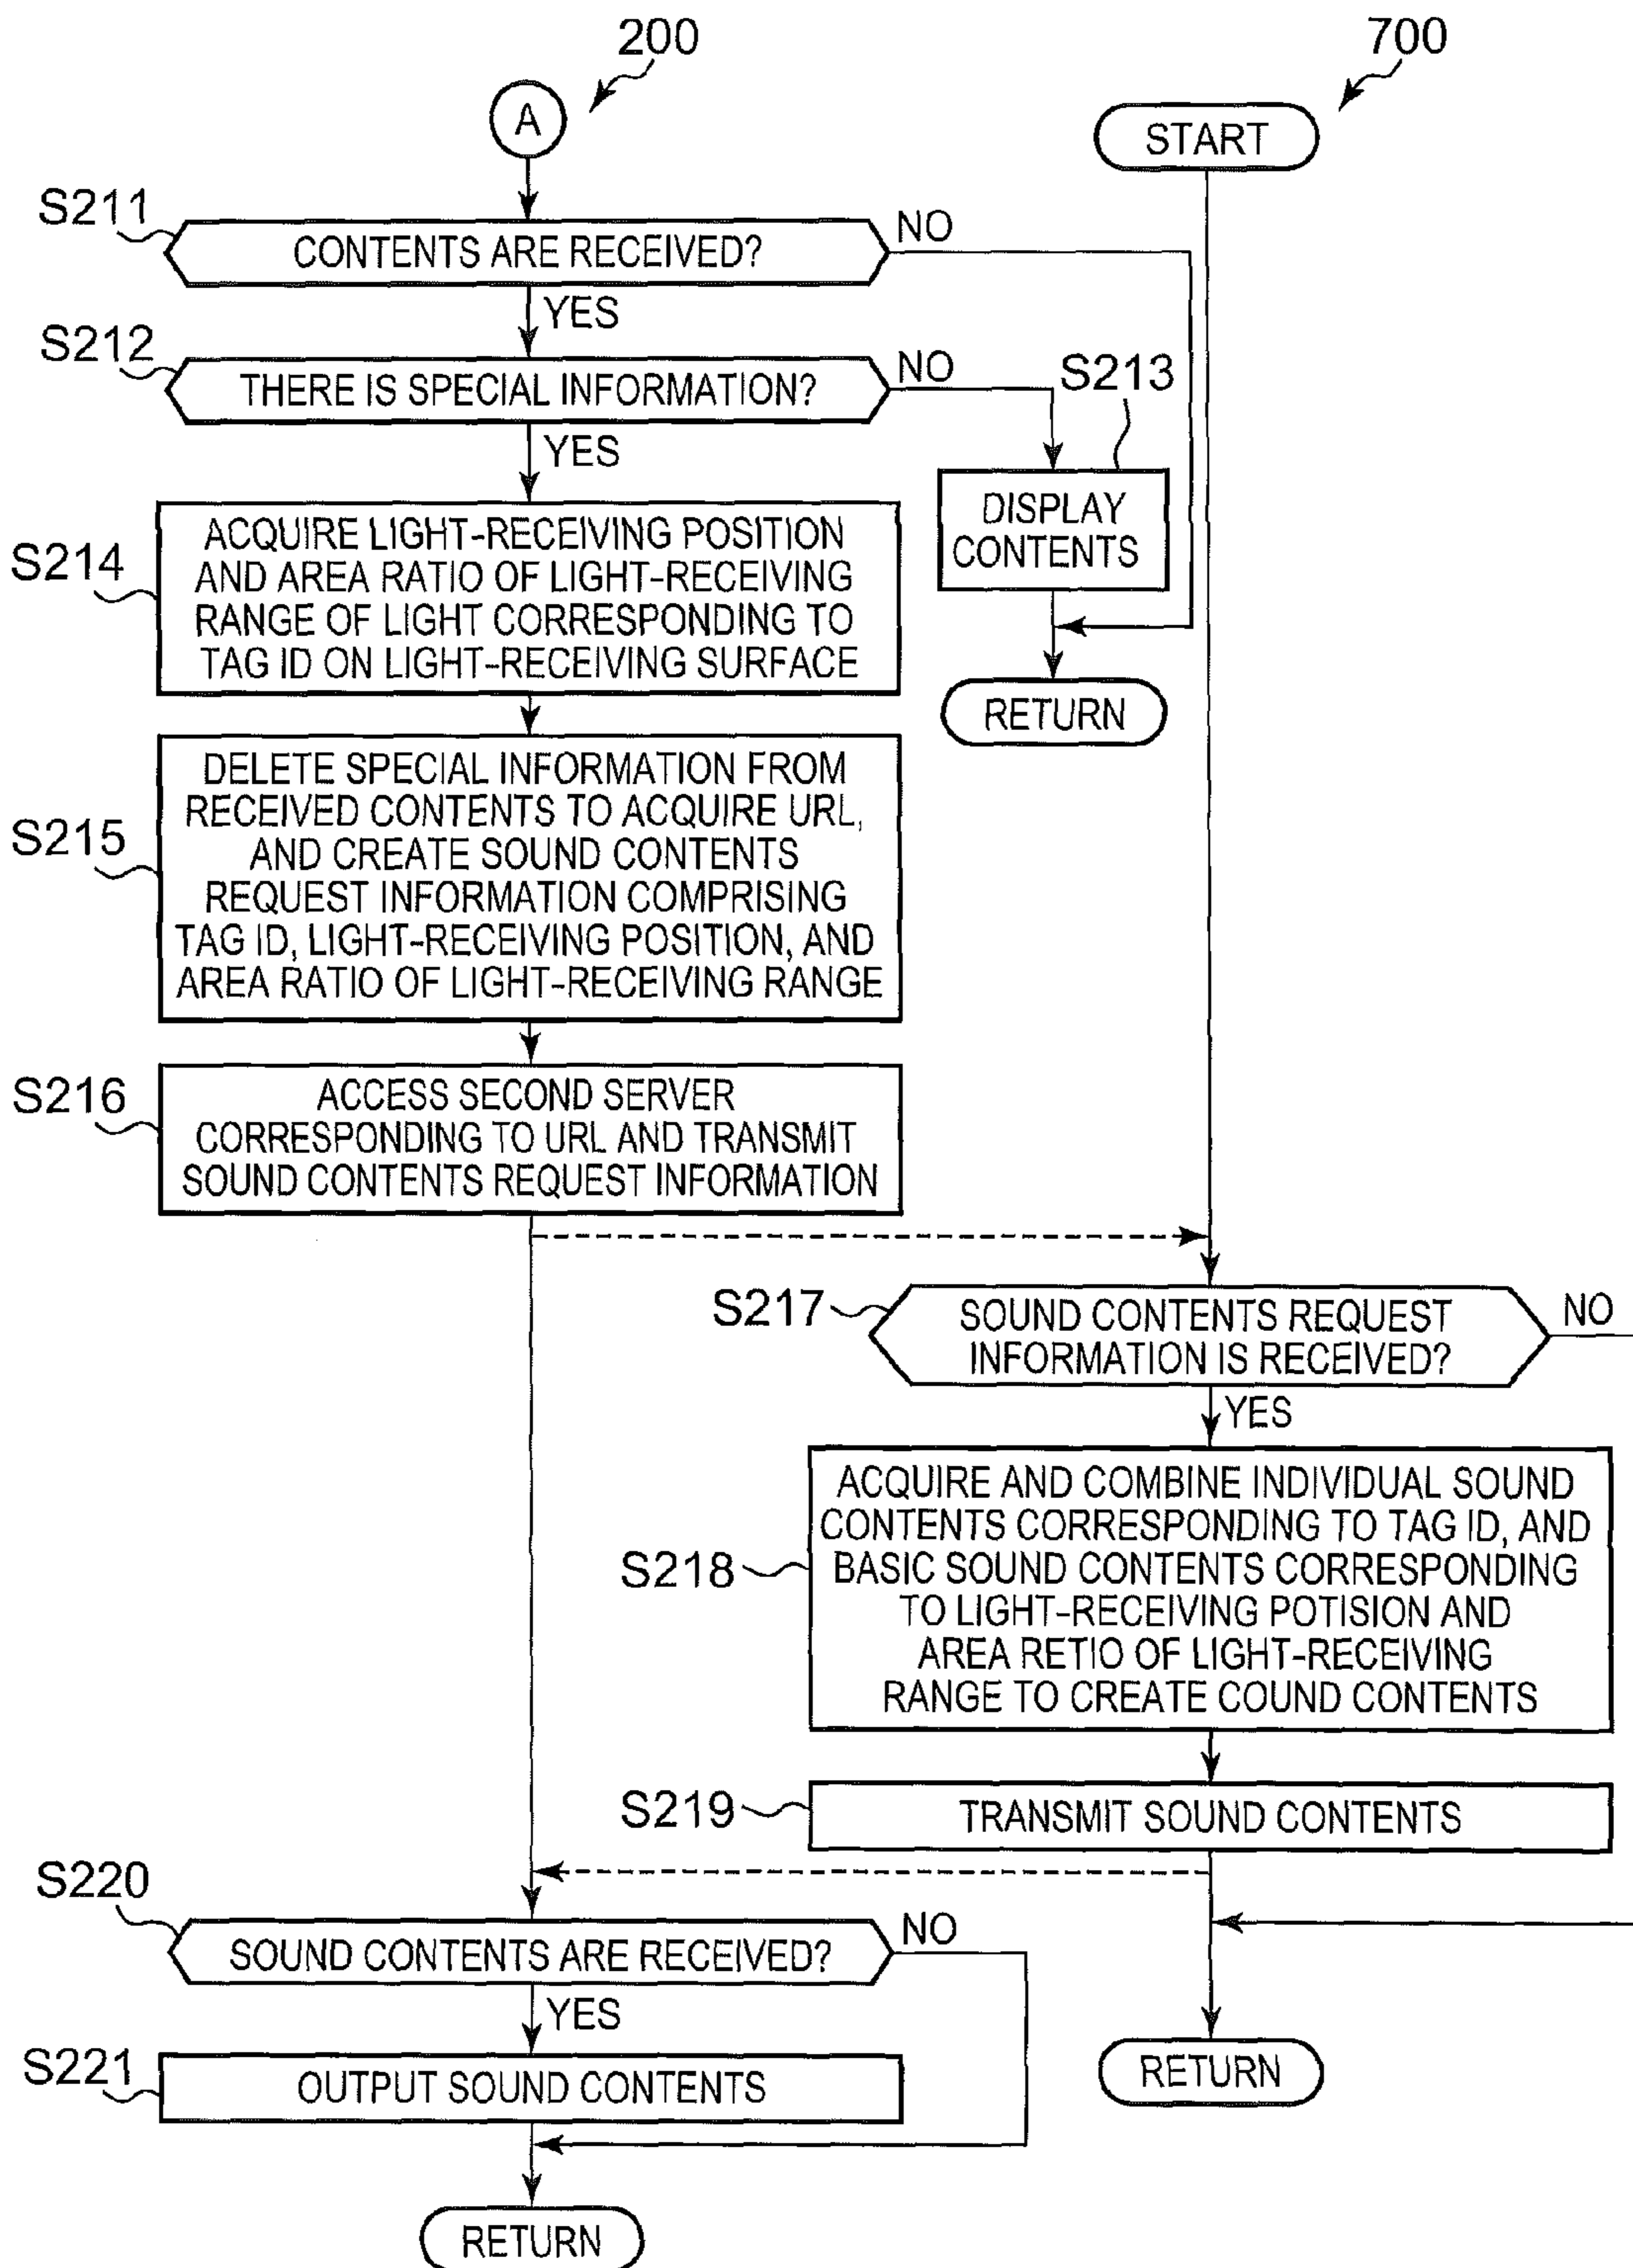 200
700
A
START
S211
CONTENTS ARE RECEIVED?
NO
YES
S212
THERE IS SPECIAL INFORMATION?
NO
YES
S213
DISPLAY
CONTENTS
RETURN
S214
ACQUIRE LIGHT-RECEIVING POSITION
AND AREA RATIO OF LIGHT-RECEIVING
RANGE OF LIGHT CORRESPONDING TO
TAG ID ON LIGHT-RECEIVING SURFACE
S215
DELETE SPECIAL INFORMATION FROM
RECEIVED CONTENTS TO ACQUIRE URL,
AND CREATE SOUND CONTENTS
REQUEST INFORMATION COMPRISING
TAG ID, LIGHT-RECEIVING POSITION, AND
AREA RATIO OF LIGHT-RECEIVING RANGE
S216
ACCESS SECOND SERVER
CORRESPONDING TO URL AND TRANSMIT
SOUND CONTENTS REQUEST INFORMATION
S217
SOUND CONTENTS REQUEST
INFORMATION IS RECEIVED?
NO
YES
S218
ACQUIRE AND COMBINE INDIVIDUAL SOUND
CONTENTS CORRESPONDING TO TAG ID, AND
BASIC SOUND CONTENTS CORRESPONDING
TO LIGHT-RECEIVING POTISION AND
AREA RETIO OF LIGHT-RECEIVING
RANGE TO CREATE COUND CONTENTS
S219
TRANSMIT SOUND CONTENTS
S220
SOUND CONTENTS ARE RECEIVED?
NO
YES
S221
OUTPUT SOUND CONTENTS
RETURN
RETURN